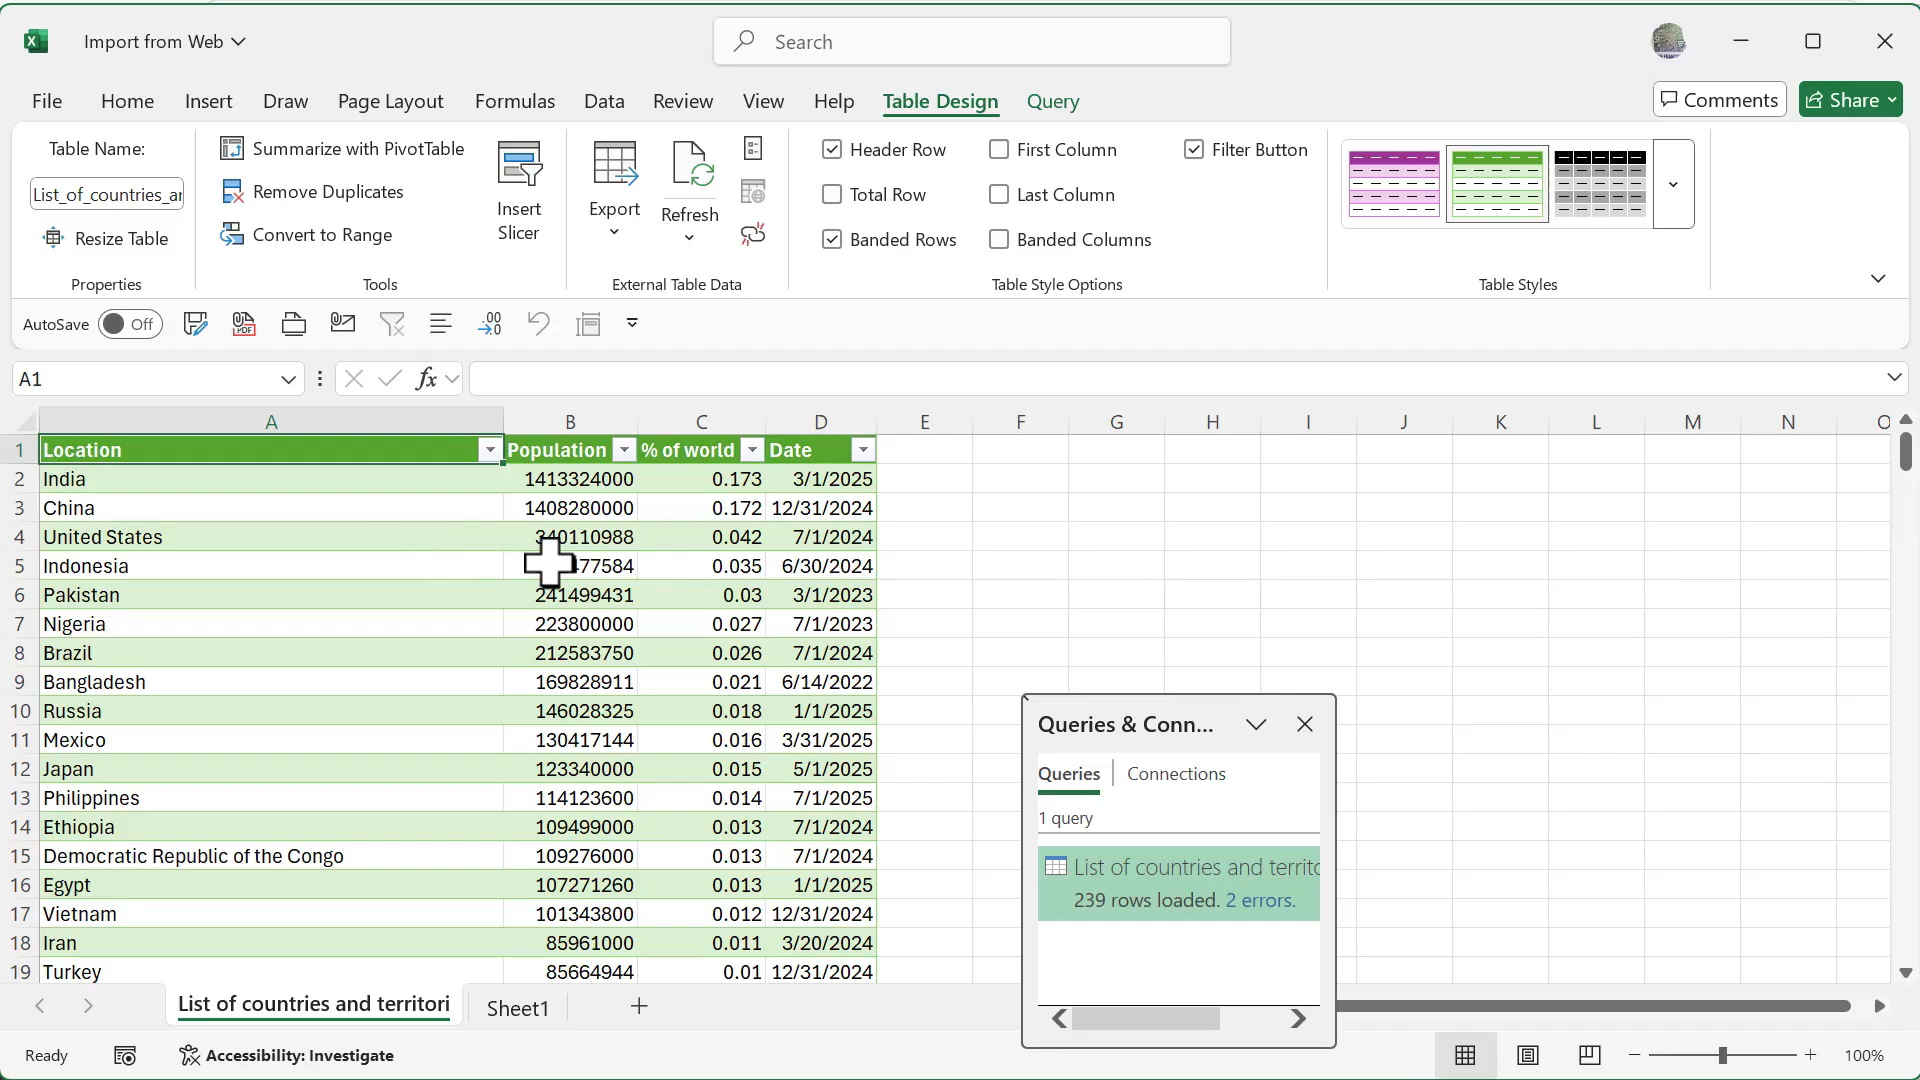 Import from Web
Search
File Home Insert Draw Page Layout Formulas Data Review View Help Table Design Query Comments Share
Table Name:
List_of_countries_ar
Resize Table
Properties
Summarize with PivotTable
Remove Duplicates
Convert to Range
Tools
Insert
Slicer
Export
Refresh
External Table Data
Header Row First Column Filter Button
Total Row Last Column
Banded Rows Banded Columns
Table Style Options
Table Styles
AutoSave Off
A1
fx
A B C D E F G H I J K L M N O
1 Location Population % of world Date
2 India 1413324000 0.173 3/1/2025
3 China 1408280000 0.172 12/31/2024
4 United States 340110988 0.042 7/1/2024
5 Indonesia 77584 0.035 6/30/2024
6 Pakistan 241499431 0.03 3/1/2023
7 Nigeria 223800000 0.027 7/1/2023
8 Brazil 212583750 0.026 7/1/2024
9 Bangladesh 169828911 0.021 6/14/2022
10 Russia 146028325 0.018 1/1/2025
11 Mexico 130417144 0.016 3/31/2025
12 Japan 123340000 0.015 5/1/2025
13 Philippines 114123600 0.014 7/1/2025
14 Ethiopia 109499000 0.013 7/1/2024
15 Democratic Republic of the Congo 109276000 0.013 7/1/2024
16 Egypt 107271260 0.013 1/1/2025
17 Vietnam 101343800 0.012 12/31/2024
18 Iran 85961000 0.011 3/20/2024
19 Turkey 85664944 0.01 12/31/2024
Queries & Conn...
Queries Connections
1 query
List of countries and territo
239 rows loaded. 2 errors.
List of countries and territori Sheet1
Ready Accessibility: Investigate 100%